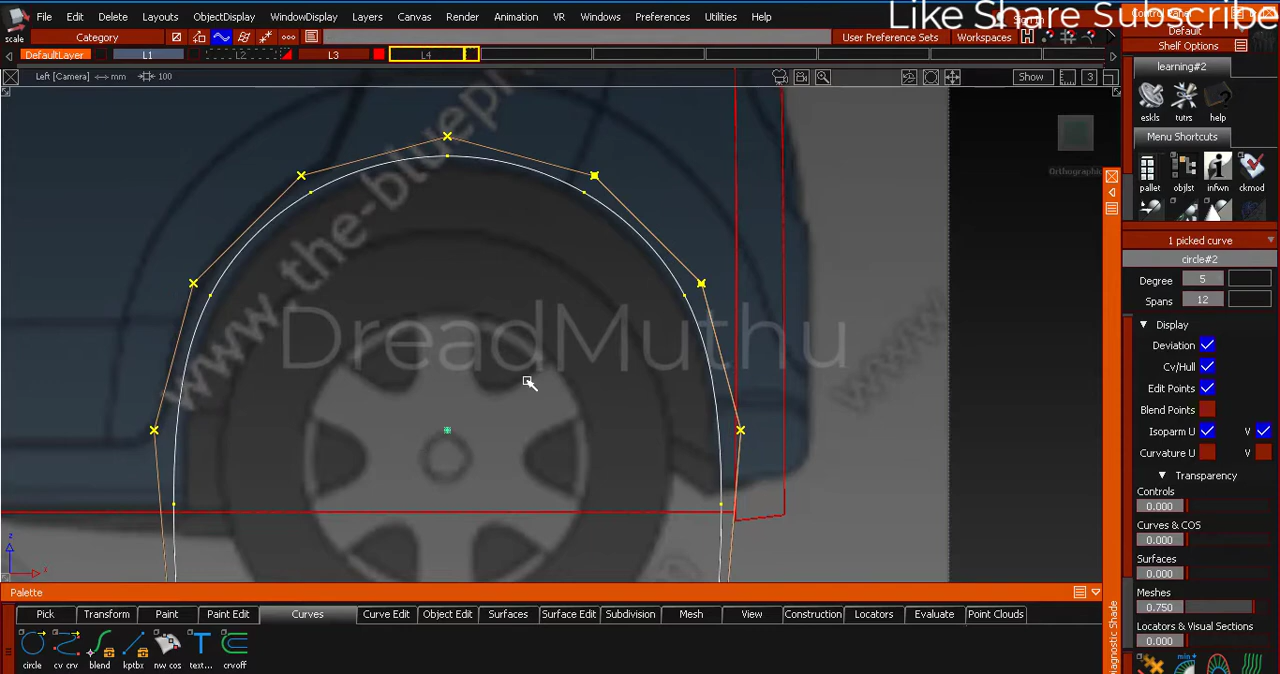 File Edit Delete Layouts ObjectDisplay WindowDisplay Layers Canvas Render Animation VR Windows Preferences Utilities Help
Like Share Subscribe
Control Panel
Default
scale
Category
User Preference Sets
Workspaces
Shelf Options
DefaultLayer L1 L2 L3 L4
Left [Camera] mm 100
Show
3
learning#2
Orthographic
eskls tutrs help
Menu Shortcuts
pallet objlst infwn ckmod
1 picked curve
circle#2
Degree 5
Spans 12
Display
Deviation
Cv/Hull
Edit Points
Blend Points
Isoparm U V
Curvature U V
Transparency
Controls
0.000
Curves & COS
0.000
Surfaces
0.000
Meshes
0.750
Locators & Visual Sections
0.000
www.the-bluep
DreadMuthu
www
z
x
Diagnostic Shade
Palette
Pick Transform Paint Paint Edit Curves Curve Edit Object Edit Surfaces Surface Edit Subdivision Mesh View Construction Locators Evaluate Point Clouds
circle cv crv blend kptbx nw cos text... crvoff